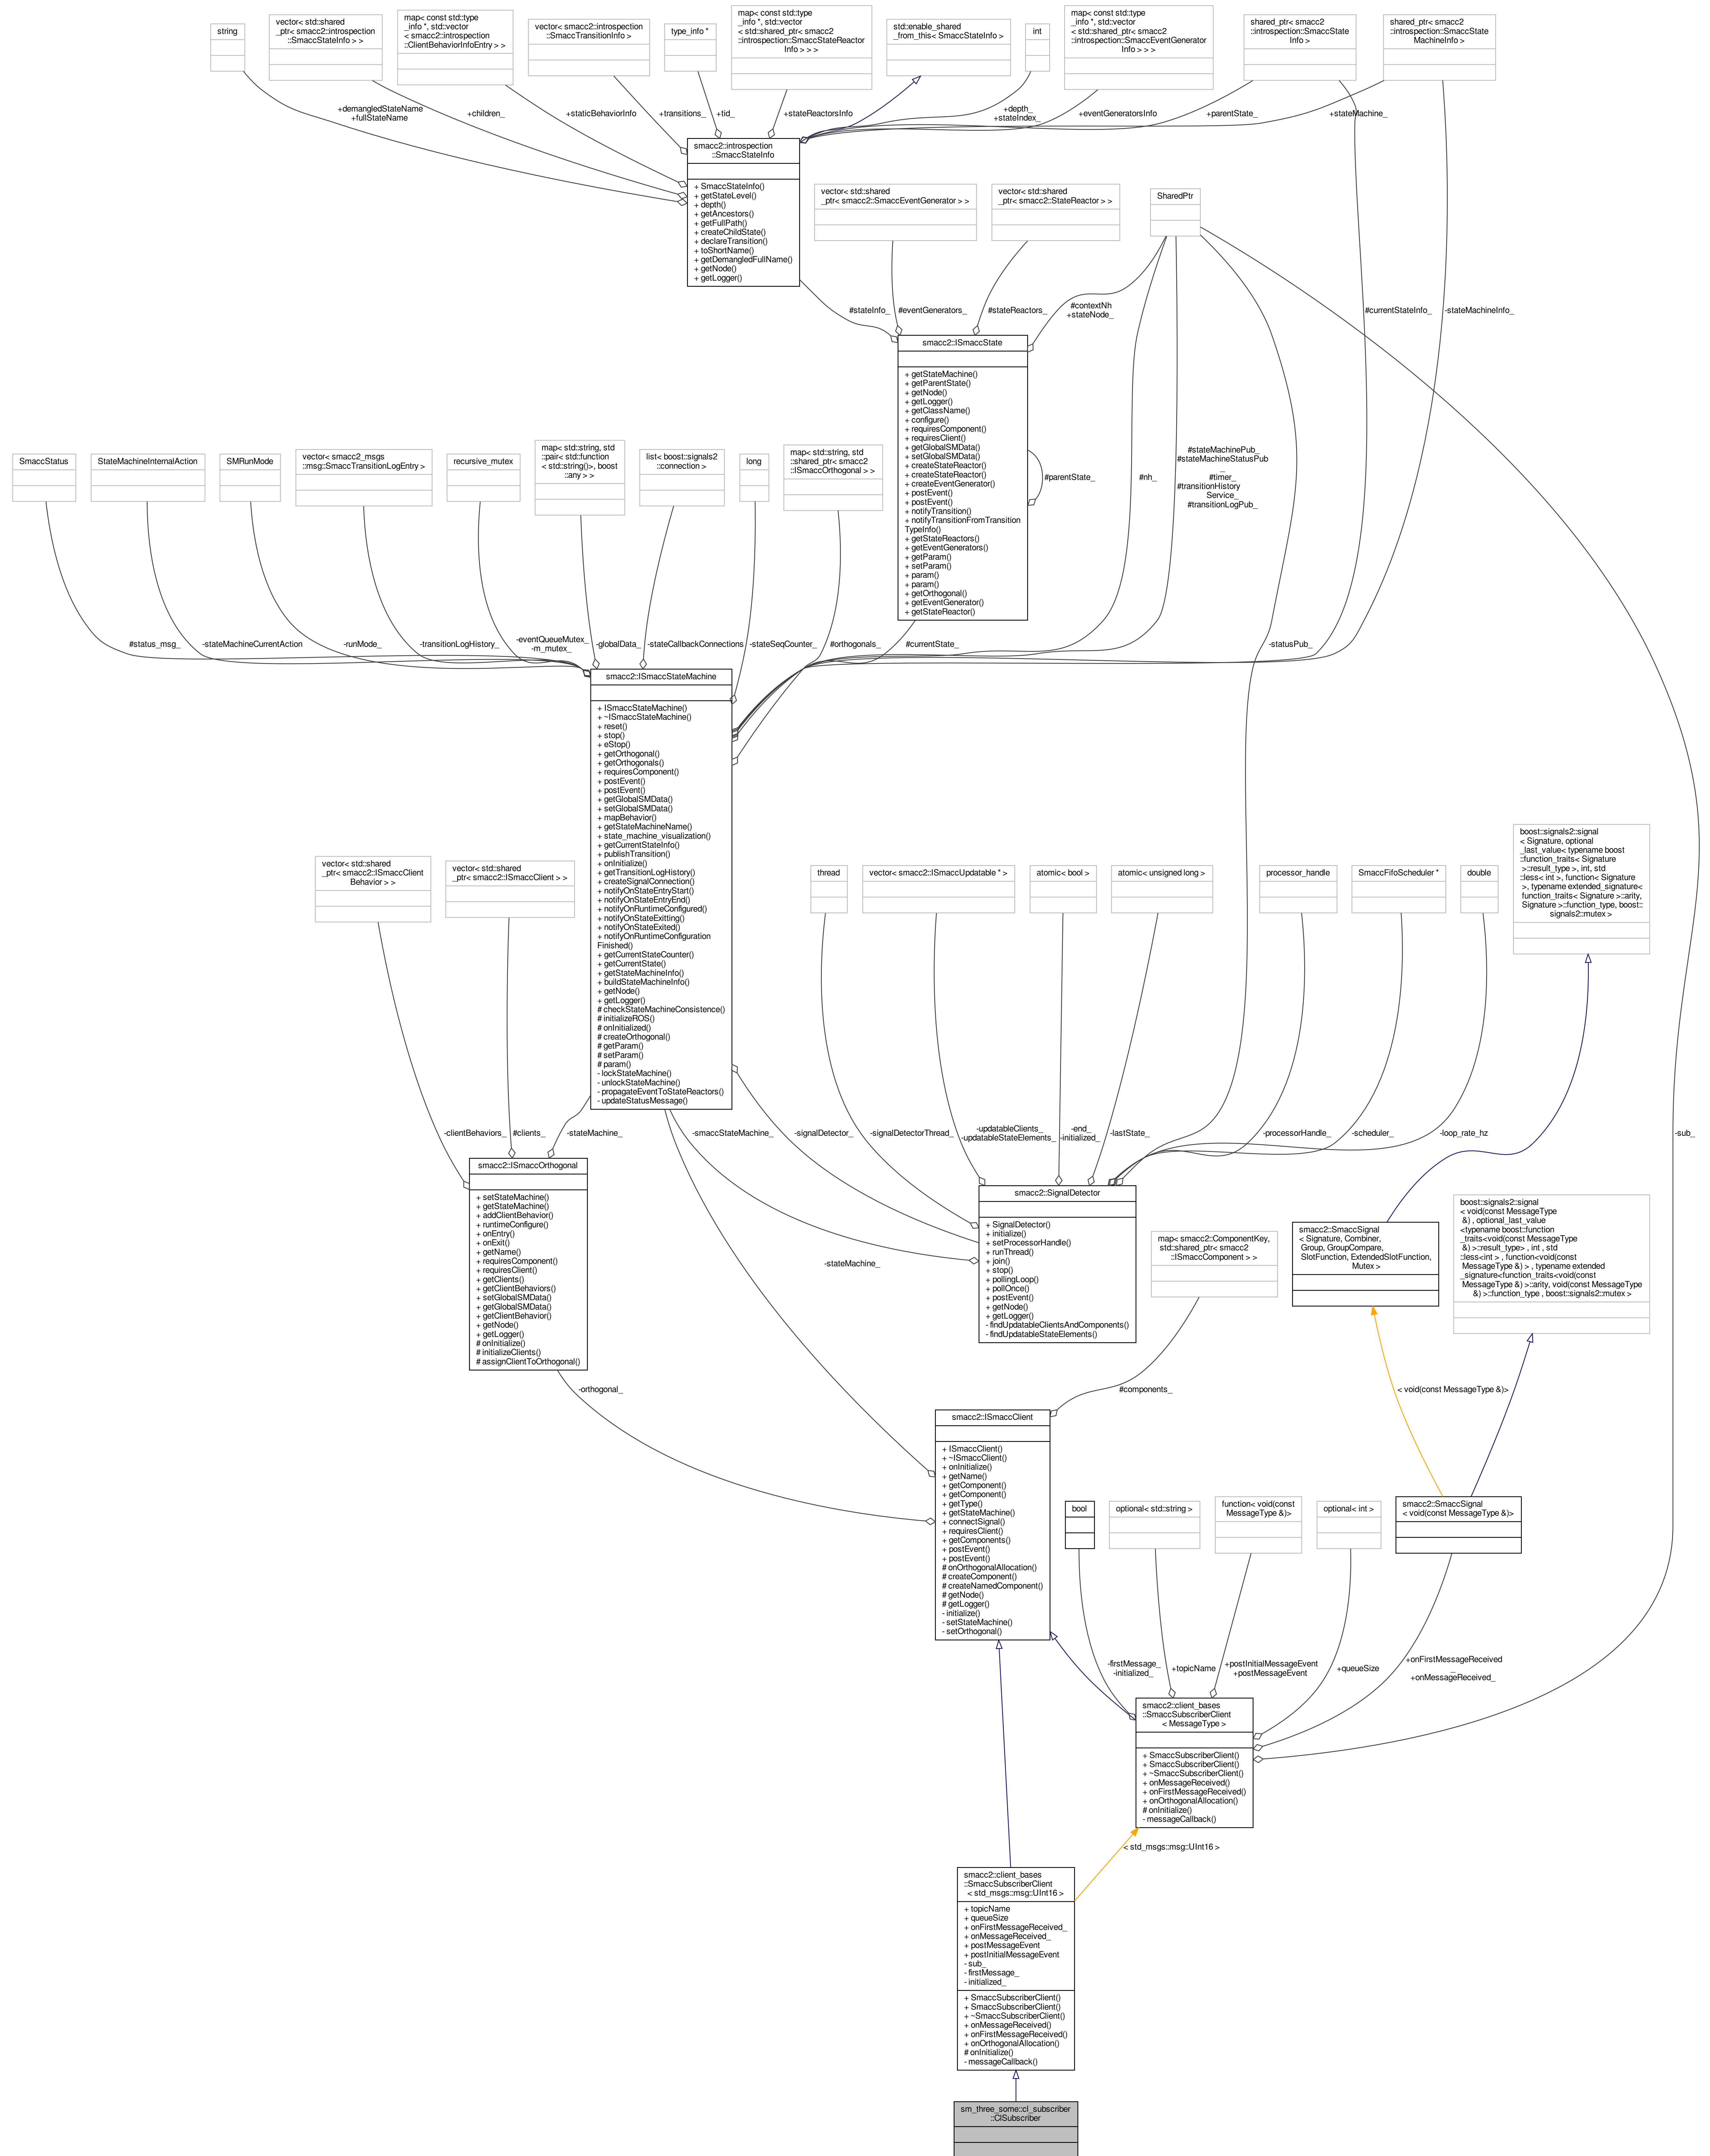 string
vector< std::shared
_ptr< smacc2::introspection
::SmaccStateInfo > >
map< const std::type
_info *, std::vector
< smacc2::introspection
::ClientBehaviorInfoEntry > >
vector< smacc2::introspection
::SmaccTransitionInfo >
type_info *
map< const std::type
_info *, std::vector
< std::shared_ptr< smacc2
::introspection::SmaccStateReactor
Info > > >
std::enable_shared
_from_this< SmaccStateInfo >
int
map< const std::type
_info *, std::vector
< std::shared_ptr< smacc2
::introspection::SmaccEventGenerator
Info > > >
shared_ptr< smacc2
::introspection::SmaccState
Info >
shared_ptr< smacc2
::introspection::SmaccState
MachineInfo >
+demangledStateName
+fullStateName
+children_
+staticBehaviorInfo
+transitions_
+tid_
+stateReactorsInfo
+depth_
+stateIndex_
+eventGeneratorsInfo
+parentState_
+stateMachine_
smacc2::introspection
::SmaccStateInfo
+ SmaccStateInfo()
+ getStateLevel()
+ depth()
+ getAncestors()
+ getFullPath()
+ createChildState()
+ declareTransition()
+ toShortName()
+ getDemangledFullName()
+ getNode()
+ getLogger()
vector< std::shared
_ptr< smacc2::SmaccEventGenerator > >
vector< std::shared
_ptr< smacc2::StateReactor > >
SharedPtr
#stateInfo_
#eventGenerators_
#stateReactors_
#contextNh
+stateNode_
#currentStateInfo_
-stateMachineInfo_
smacc2::ISmaccState
+ getStateMachine()
+ getParentState()
+ getNode()
+ getLogger()
+ getClassName()
+ configure()
+ requiresComponent()
+ requiresClient()
+ getGlobalSMData()
+ setGlobalSMData()
+ createStateReactor()
+ createStateReactor()
+ createEventGenerator()
+ postEvent()
+ postEvent()
+ notifyTransition()
+ notifyTransitionFromTransition
TypeInfo()
+ getStateReactors()
+ getEventGenerators()
+ getParam()
+ setParam()
+ param()
+ param()
+ getOrthogonal()
+ getEventGenerator()
+ getStateReactor()
#parentState_
#nh_
#stateMachinePub_
#stateMachineStatusPub
_
#timer_
#transitionHistory
Service_
#transitionLogPub_
SmaccStatus
StateMachineInternalAction
SMRunMode
vector< smacc2_msgs
::msg::SmaccTransitionLogEntry >
recursive_mutex
map< std::string, std
::pair< std::function
< std::string()>, boost
::any > >
list< boost::signals2
::connection >
long
map< std::string, std
::shared_ptr< smacc2
::ISmaccOrthogonal > >
#status_msg_
-stateMachineCurrentAction
-runMode_
-transitionLogHistory_
-eventQueueMutex_
-m_mutex_
-globalData_
-stateCallbackConnections
-stateSeqCounter_
#orthogonals_
#currentState_
-statusPub_
smacc2::ISmaccStateMachine
+ ISmaccStateMachine()
+ ~ISmaccStateMachine()
+ reset()
+ stop()
+ eStop()
+ getOrthogonal()
+ getOrthogonals()
+ requiresComponent()
+ postEvent()
+ postEvent()
+ getGlobalSMData()
+ setGlobalSMData()
+ mapBehavior()
+ getStateMachineName()
+ state_machine_visualization()
+ getCurrentStateInfo()
+ publishTransition()
+ onInitialize()
+ getTransitionLogHistory()
+ createSignalConnection()
+ notifyOnStateEntryStart()
+ notifyOnStateEntryEnd()
+ notifyOnRuntimeConfigured()
+ notifyOnStateExitting()
+ notifyOnStateExited()
+ notifyOnRuntimeConfiguration
Finished()
+ getCurrentStateCounter()
+ getCurrentState()
+ getStateMachineInfo()
+ buildStateMachineInfo()
+ getNode()
+ getLogger()
# checkStateMachineConsistence()
# initializeROS()
# onInitialized()
# createOrthogonal()
# getParam()
# setParam()
# param()
- lockStateMachine()
- unlockStateMachine()
- propagateEventToStateReactors()
- updateStatusMessage()
vector< std::shared
_ptr< smacc2::ISmaccClient
Behavior > >
vector< std::shared
_ptr< smacc2::ISmaccClient > >
thread
vector< smacc2::ISmaccUpdatable * >
atomic< bool >
atomic< unsigned long >
processor_handle
SmaccFifoScheduler *
double
boost::signals2::signal
< Signature, optional
_last_value< typename boost
::function_traits< Signature
>::result_type >, int, std
::less< int >, function< Signature
>, typename extended_signature<
function_traits< Signature >::arity,
Signature >::function_type, boost::
signals2::mutex >
-clientBehaviors_
#clients_
-stateMachine_
-smaccStateMachine_
-signalDetector_
-signalDetectorThread_
-updatableClients_
-updatableStateElements_
-end_
-initialized_
-lastState_
-processorHandle_
-scheduler_
-loop_rate_hz
-sub_
smacc2::ISmaccOrthogonal
+ setStateMachine()
+ getStateMachine()
+ addClientBehavior()
+ runtimeConfigure()
+ onEntry()
+ onExit()
+ getName()
+ requiresComponent()
+ requiresClient()
+ getClients()
+ getClientBehaviors()
+ setGlobalSMData()
+ getGlobalSMData()
+ getClientBehavior()
+ getNode()
+ getLogger()
# onInitialize()
# initializeClients()
# assignClientToOrthogonal()
smacc2::SignalDetector
+ SignalDetector()
+ initialize()
+ setProcessorHandle()
+ runThread()
+ join()
+ stop()
+ pollingLoop()
+ pollOnce()
+ postEvent()
+ getNode()
+ getLogger()
- findUpdatableClientsAndComponents()
- findUpdatableStateElements()
-stateMachine_
map< smacc2::ComponentKey,
std::shared_ptr< smacc2
::ISmaccComponent > >
smacc2::SmaccSignal
< Signature, Combiner,
Group, GroupCompare,
SlotFunction, ExtendedSlotFunction,
Mutex >
boost::signals2::signal
< void(const MessageType
&) , optional_last_value
<typename boost::function
_traits<void(const MessageType
&) >::result_type> , int , std
::less<int > , function<void(const
MessageType &) > , typename extended
_signature<function_traits<void(const
MessageType &) >::arity, void(const MessageType
&) >::function_type , boost::signals2::mutex >
-orthogonal_
#components_
< void(const MessageType &)>
smacc2::ISmaccClient
+ ISmaccClient()
+ ~ISmaccClient()
+ onInitialize()
+ getName()
+ getComponent()
+ getComponent()
+ getType()
+ getStateMachine()
+ connectSignal()
+ requiresClient()
+ getComponents()
+ postEvent()
+ postEvent()
# onOrthogonalAllocation()
# createComponent()
# createNamedComponent()
# getNode()
# getLogger()
- initialize()
- setStateMachine()
- setOrthogonal()
bool
optional< std::string >
function< void(const
MessageType &)>
optional< int >
smacc2::SmaccSignal
< void(const MessageType &)>
-firstMessage_
-initialized_
+topicName
+postInitialMessageEvent
+postMessageEvent
+queueSize
+onFirstMessageReceived
_
+onMessageReceived_
smacc2::client_bases
::SmaccSubscriberClient
< MessageType >
+ SmaccSubscriberClient()
+ SmaccSubscriberClient()
+ ~SmaccSubscriberClient()
+ onMessageReceived()
+ onFirstMessageReceived()
+ onOrthogonalAllocation()
# onInitialize()
- messageCallback()
< std_msgs::msg::UInt16 >
smacc2::client_bases
::SmaccSubscriberClient
< std_msgs::msg::UInt16 >
+ topicName
+ queueSize
+ onFirstMessageReceived_
+ onMessageReceived_
+ postMessageEvent
+ postInitialMessageEvent
- sub_
- firstMessage_
- initialized_
+ SmaccSubscriberClient()
+ SmaccSubscriberClient()
+ ~SmaccSubscriberClient()
+ onMessageReceived()
+ onFirstMessageReceived()
+ onOrthogonalAllocation()
# onInitialize()
- messageCallback()
sm_three_some::cl_subscriber
::ClSubscriber